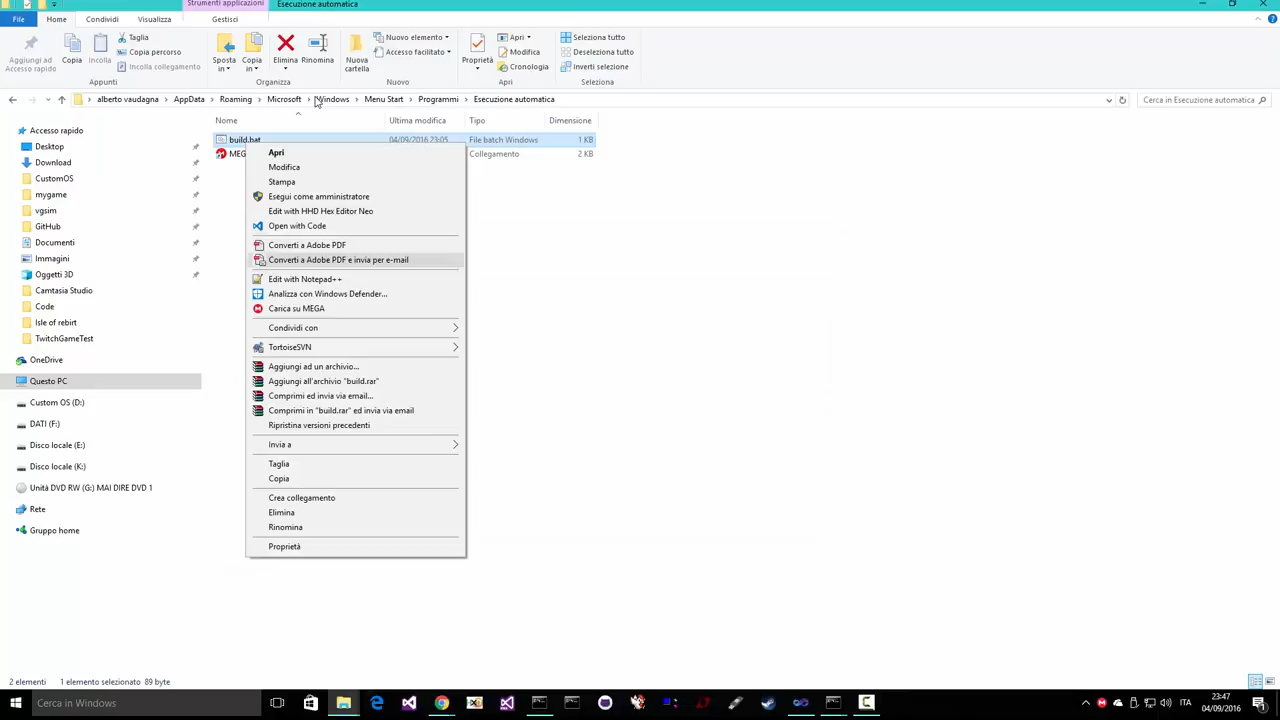 Strumenti applicazioni
Esecuzione automatica
File
Home
Condividi
Visualizza
Gestisci
Aggiungi ad
Accesso rapido
Copia
Incolla
Taglia
Copia percorso
Incolla collegamento
Appunti
Sposta
in
Copia
in
Elimina
Rinomina
Organizza
Nuova
cartella
Nuovo elemento
Accesso facilitato
Nuovo
Proprietà
Apri
Modifica
Cronologia
Apri
Seleziona tutto
Deseleziona tutto
Inverti selezione
Seleziona
alberto vaudagna
AppData
Roaming
Microsoft
Windows
Menu Start
Programmi
Esecuzione automatica
Cerca in Esecuzione automatica
Nome
Ultima modifica
Tipo
Dimensione
build.bat
04/09/2016 23:05
File batch Windows
1 KB
MEG
Collegamento
2 KB
Accesso rapido
Desktop
Download
CustomOS
mygame
vgsim
GitHub
Documenti
Immagini
Oggetti 3D
Camtasia Studio
Code
Isle of rebirt
TwitchGameTest
OneDrive
Questo PC
Custom OS (D:)
DATI (F:)
Disco locale (E:)
Disco locale (K:)
Unità DVD RW (G:) MAI DIRE DVD 1
Rete
Gruppo home
Apri
Modifica
Stampa
Esegui come amministratore
Edit with HHD Hex Editor Neo
Open with Code
Converti a Adobe PDF
Converti a Adobe PDF e invia per e-mail
Edit with Notepad++
Analizza con Windows Defender...
Carica su MEGA
Condividi con
TortoiseSVN
Aggiungi ad un archivio...
Aggiungi all'archivio "build.rar"
Comprimi ed invia via email...
Comprimi in "build.rar" ed invia via email
Ripristina versioni precedenti
Invia a
Taglia
Copia
Crea collegamento
Elimina
Rinomina
Proprietà
2 elementi
1 elemento selezionato 89 byte
Cerca in Windows
ITA
23:47
04/09/2016